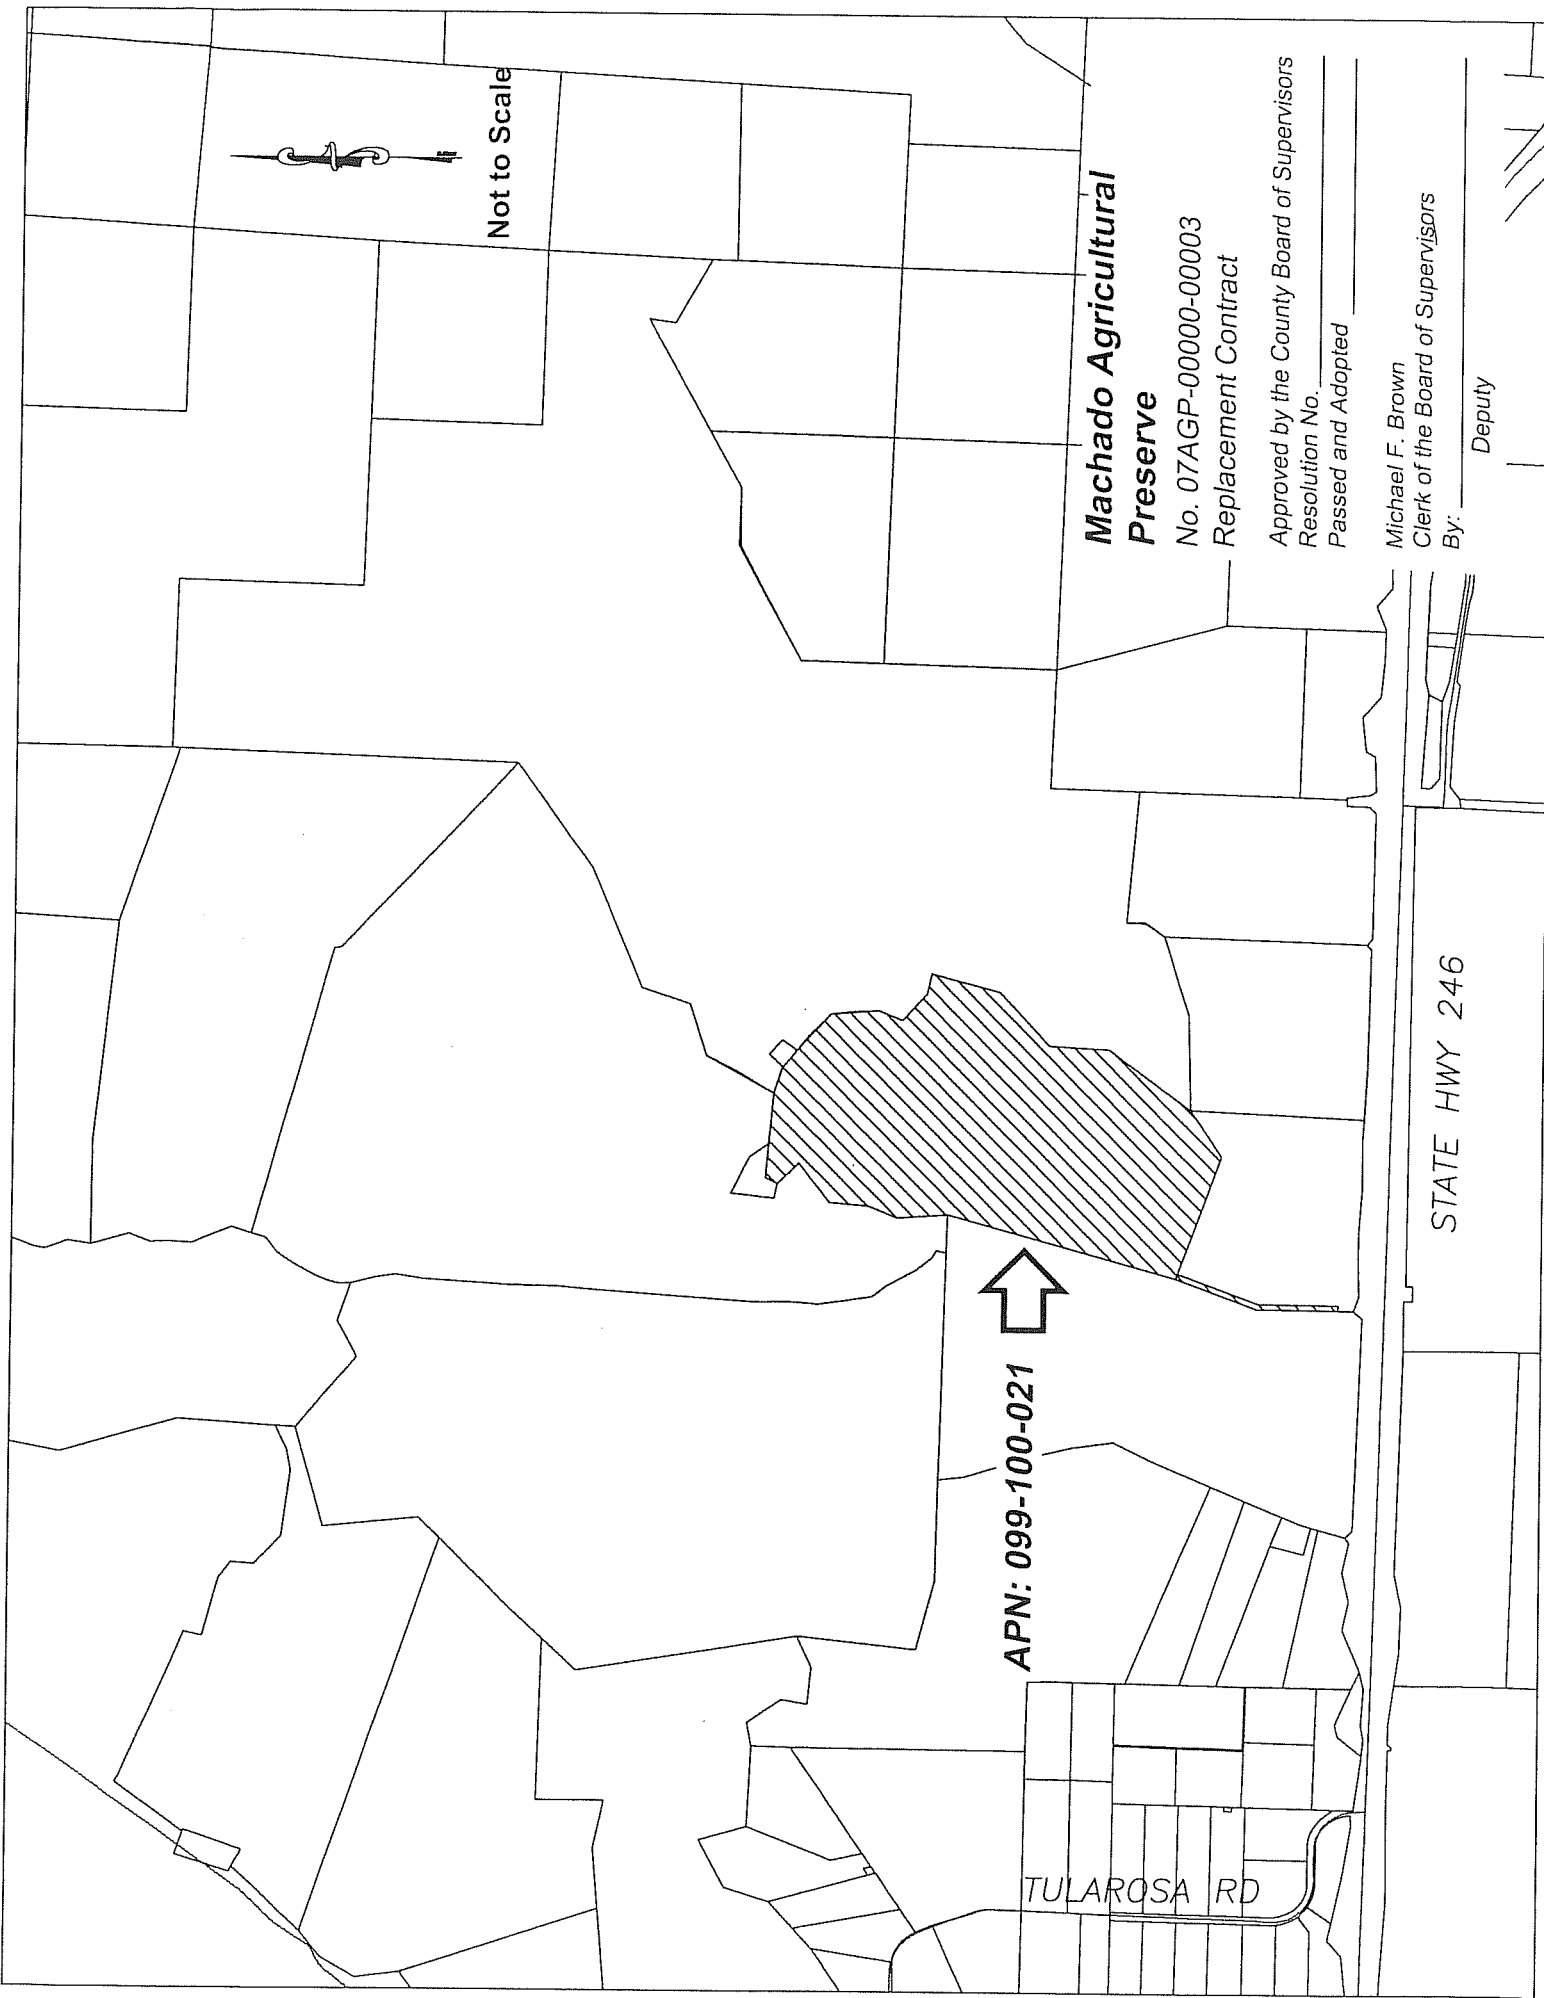 Not to Scale
Machado Agricultural
Preserve
No. 07AGP-00000-00003
Replacement Contract
Approved by the County Board of Supervisors
Resolution No.
Passed and Adopted
Michael F. Brown
Clerk of the Board of Supervisors
By:
Deputy
APN: 099-100-021
STATE HWY 246
TULAROSA RD